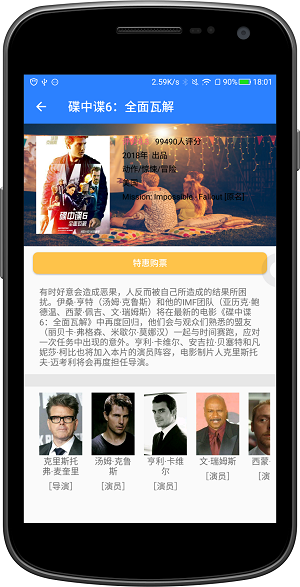 2.59K/s 90% 18:01
碟中谍6：全面瓦解
99490人评分
2018年 出品
动作/惊悚/冒险
美国
Mission: Impossible - Fallout [原名]
碟中谍6
全面瓦解
特惠购票
有时好意会造成恶果，人反而被自己所造成的结果所困
扰。伊桑·亨特（汤姆·克鲁斯）和他的IMF团队（亚历克·鲍
德温、西蒙·佩吉、文·瑞姆斯）将在最新的电影《碟中谍
6：全面瓦解》中再度回归，他们会与观众们熟悉的盟友
（丽贝卡·弗格森、米歇尔·莫娜汉）一起与时间赛跑，应对
一次任务中出现的意外。亨利·卡维尔、安吉拉·贝塞特和凡
妮莎·柯比也将加入本片的演员阵容，电影制片人克里斯托
夫·迈考利将会再度担任导演。
克里斯托
弗·麦奎里
[导演]
汤姆·克鲁
斯
[演员]
亨利·卡维
尔
[演员]
文·瑞姆斯
[演员]
西蒙
[演